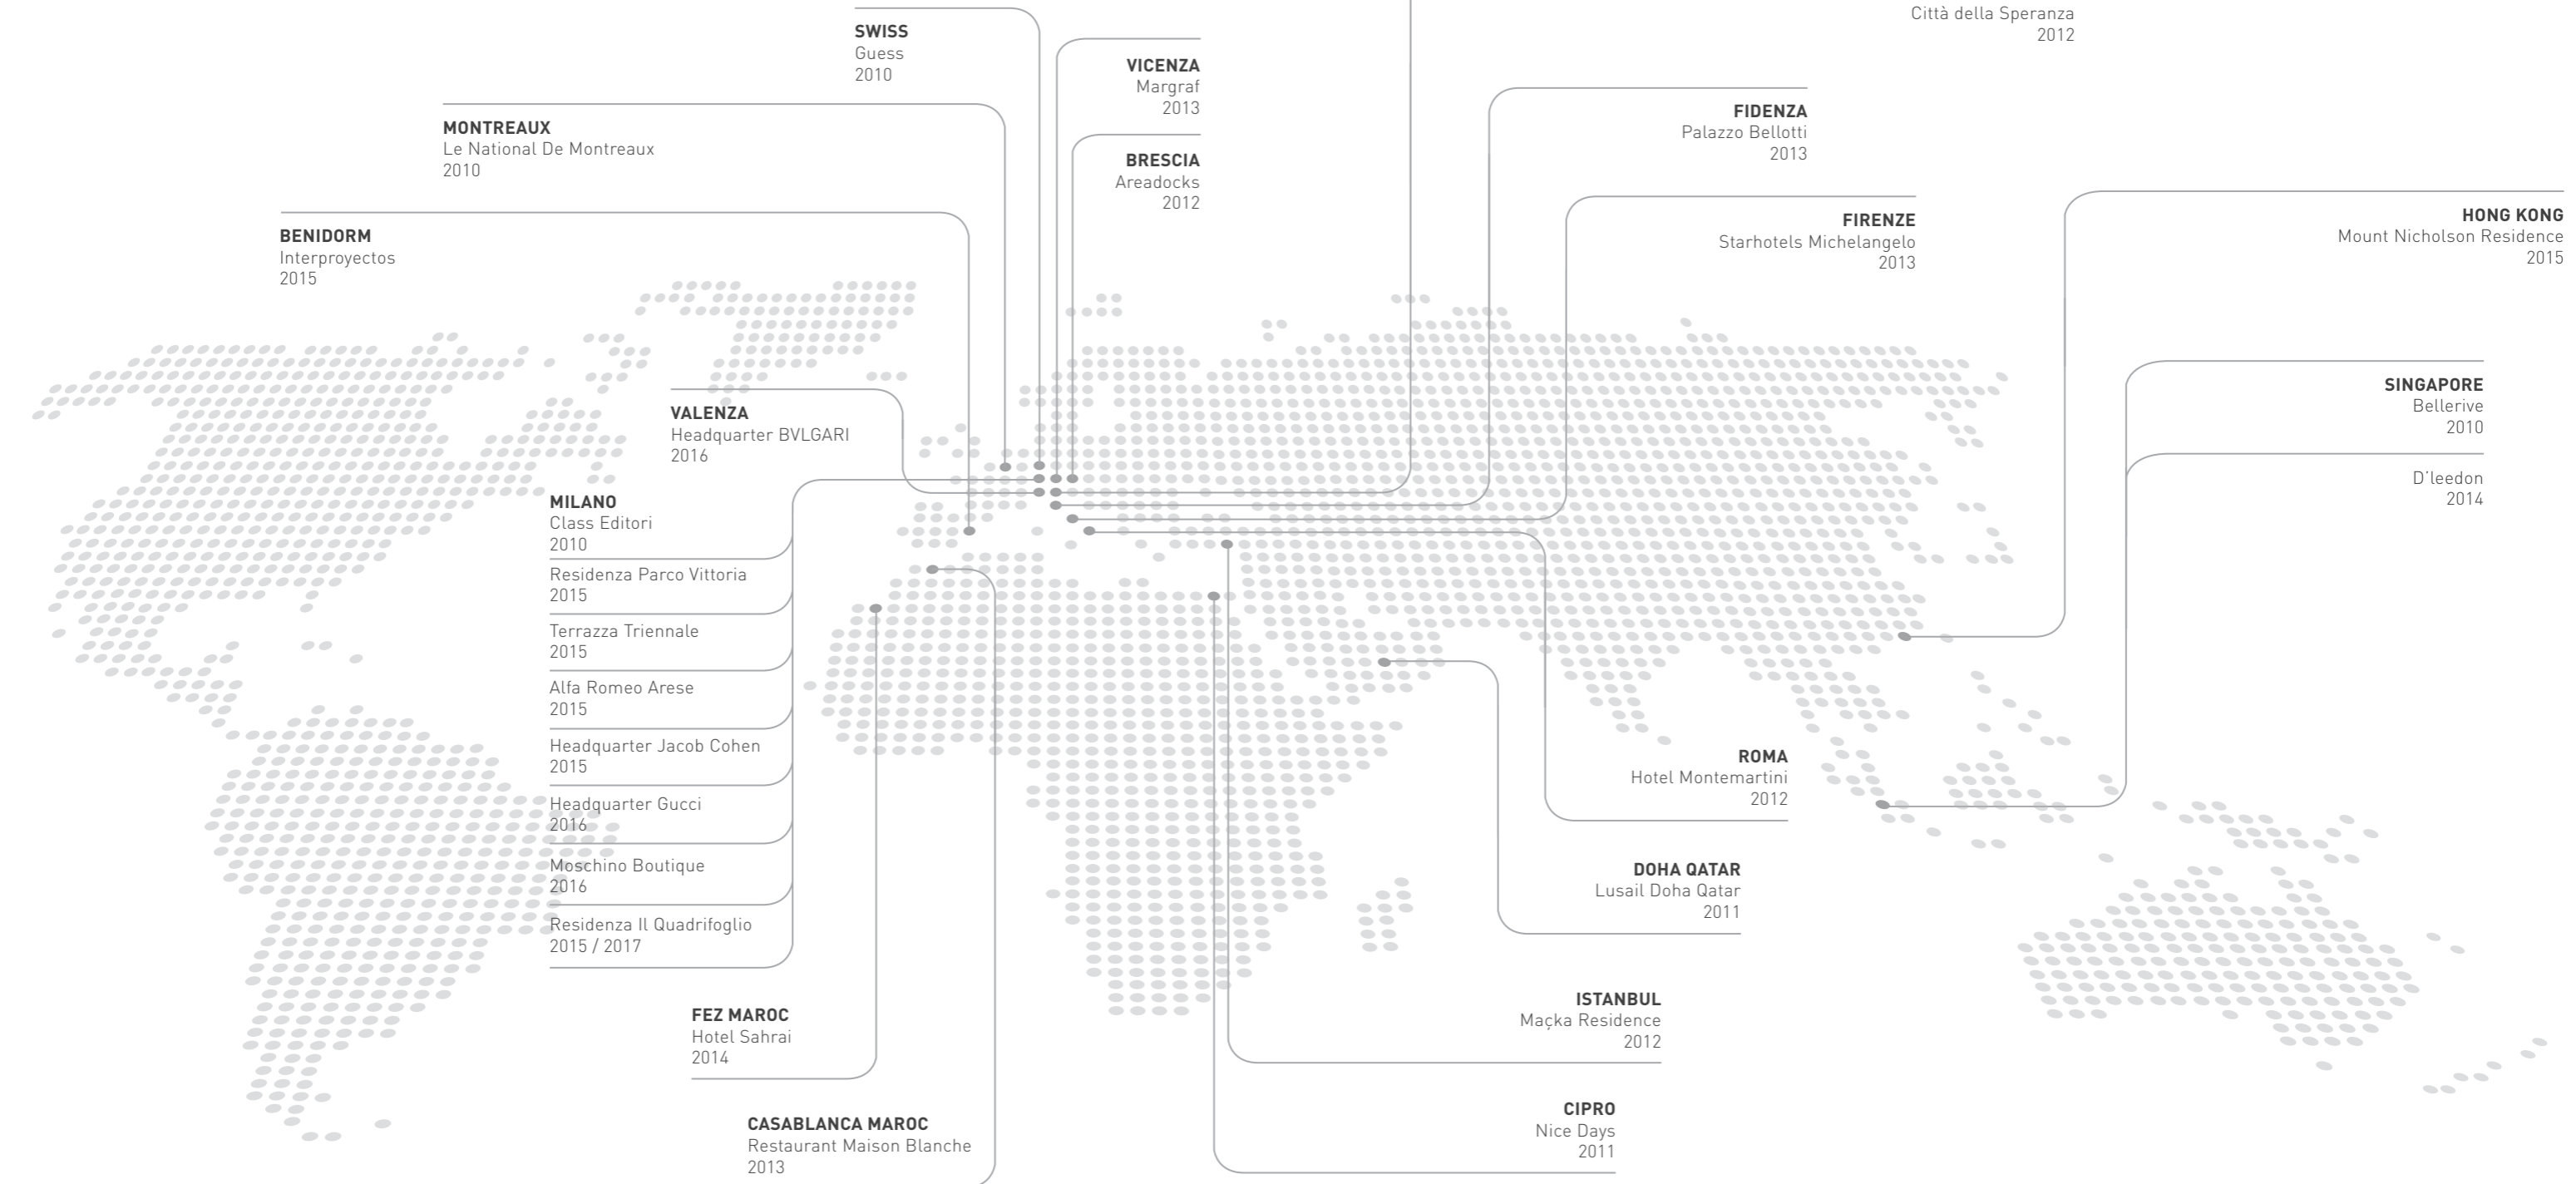 Città della Speranza
2012
SWISS
Guess
2010
VICENZA
Margraf
2013
MONTREAUX
Le National De Montreaux
2010
FIDENZA
Palazzo Bellotti
2013
BRESCIA
Areadocks
2012
BENIDORM
Interproyectos
2015
FIRENZE
Starhotels Michelangelo
2013
HONG KONG
Mount Nicholson Residence
2015
VALENZA
Headquarter BVLGARI
2016
SINGAPORE
Bellerive
2010
D'leedon
2014
MILANO
Class Editori
2010
Residenza Parco Vittoria
2015
Terrazza Triennale
2015
Alfa Romeo Arese
2015
Headquarter Jacob Cohen
2015
Headquarter Gucci
2016
Moschino Boutique
2016
Residenza Il Quadrifoglio
2015 / 2017
ROMA
Hotel Montemartini
2012
DOHA QATAR
Lusail Doha Qatar
2011
FEZ MAROC
Hotel Sahrai
2014
ISTANBUL
Maçka Residence
2012
CASABLANCA MAROC
Restaurant Maison Blanche
2013
CIPRO
Nice Days
2011